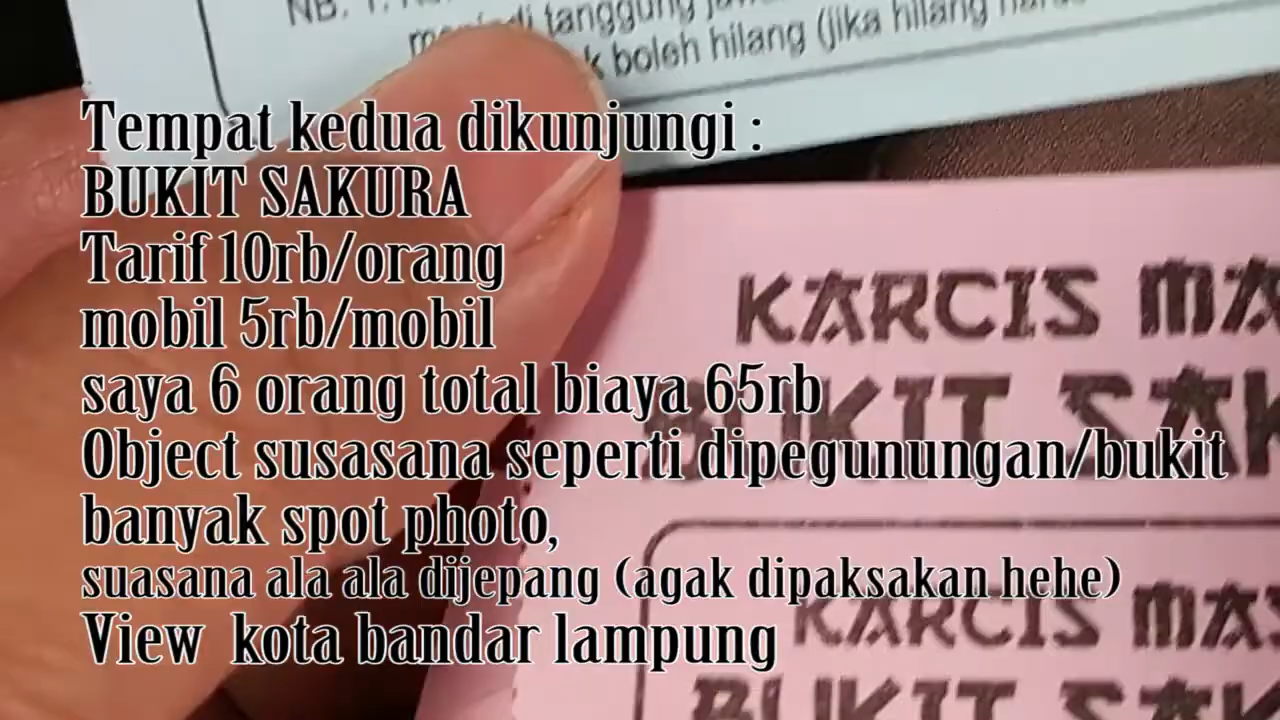 NB. 1.
tanggung
boleh hilang (jika hilang
Tempat kedua dikunjungi :
BUKIT SAKURA
Tarif 10rb/orang
mobil 5rb/mobil
saya 6 orang total biaya 65rb
Object susasana seperti dipegunungan/bukit
banyak spot photo,
suasana ala ala dijepang (agak dipaksakan hehe)
View kota bandar lampung
KARCIS MA
BUKIT SAK
KARCIS MA
BUKIT SAK